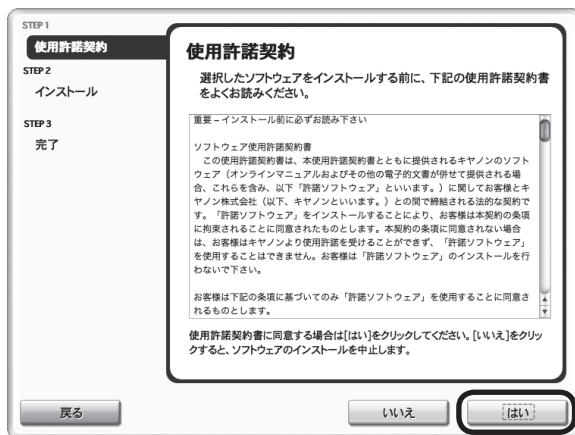 STEP 1
使用許諾契約
STEP 2
インストール
STEP 3
完了
使用許諾契約
選択したソフトウェアをインストールする前に、下記の使用許諾契約書
をよくお読みください。
重要 – インストール前に必ずお読み下さい
ソフトウェア使用許諾契約書
この使用許諾契約書は、本使用許諾契約書とともに提供されるキヤノンのソフト
ウェア（オンラインマニュアルおよびその他の電子的文書が併せて提供される場
合、これらを含み、以下「許諾ソフトウェア」といいます。）に関してお客様とキ
ヤノン株式会社（以下、キヤノンといいます。）との間で締結される法的な契約で
す。「許諾ソフトウェア」をインストールすることにより、お客様は本契約の条項
に拘束されることに同意されたものとします。本契約の条項に同意されない場合
は、お客様はキヤノンより使用許諾を受けることができず、「許諾ソフトウェア」
を使用することはできません。お客様は「許諾ソフトウェア」のインストールを行
わないで下さい。
お客様は下記の条項に基づいてのみ「許諾ソフトウェア」を使用することに同意さ
れるものとします。
使用許諾契約書に同意する場合は[はい]をクリックしてください。[いいえ]をクリッ
クすると、ソフトウェアのインストールを中止します。
戻る
いいえ
はい